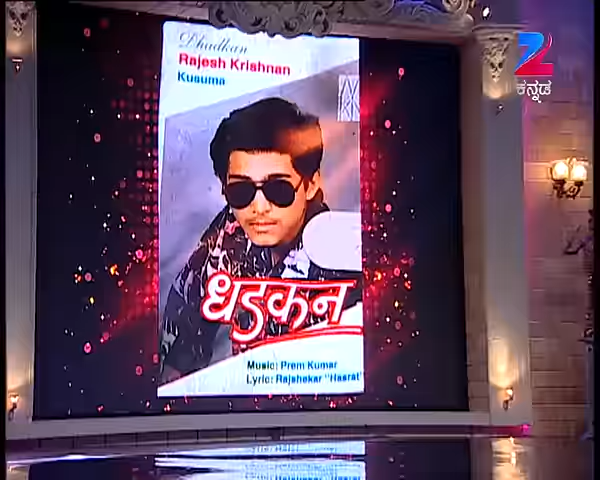 Dhadkan
Rajesh Krishnan
Kusuma
धड़कन
Music: Prem Kumar
Lyric: Rajshekar "Hasrat"
Z
ಕನ್ನಡ